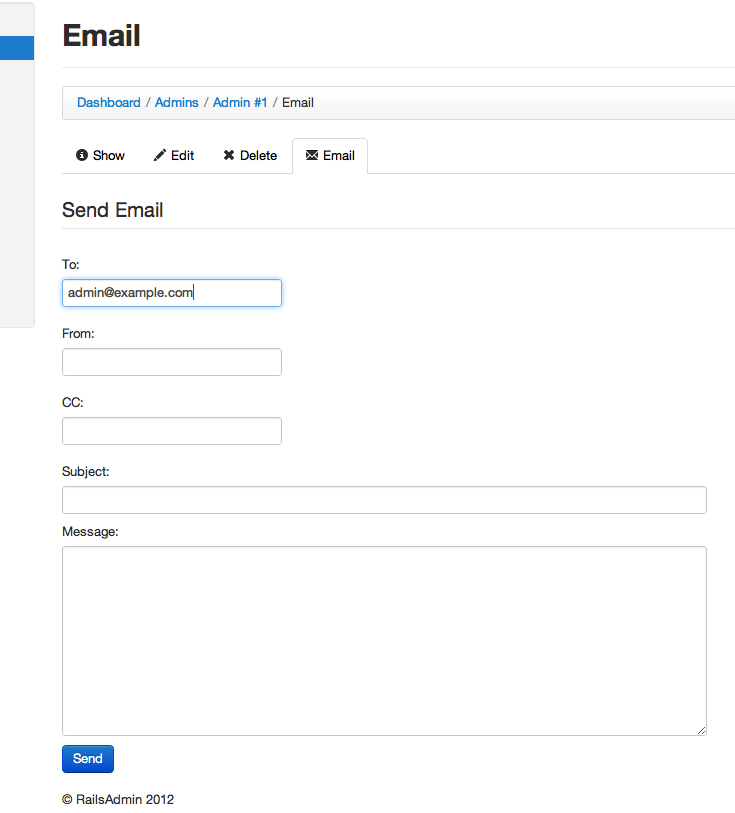 Email
Dashboard / Admins / Admin #1 / Email
Show Edit Delete Email
Send Email
To:
admin@example.com
From:
CC:
Subject:
Message:
Send
© RailsAdmin 2012